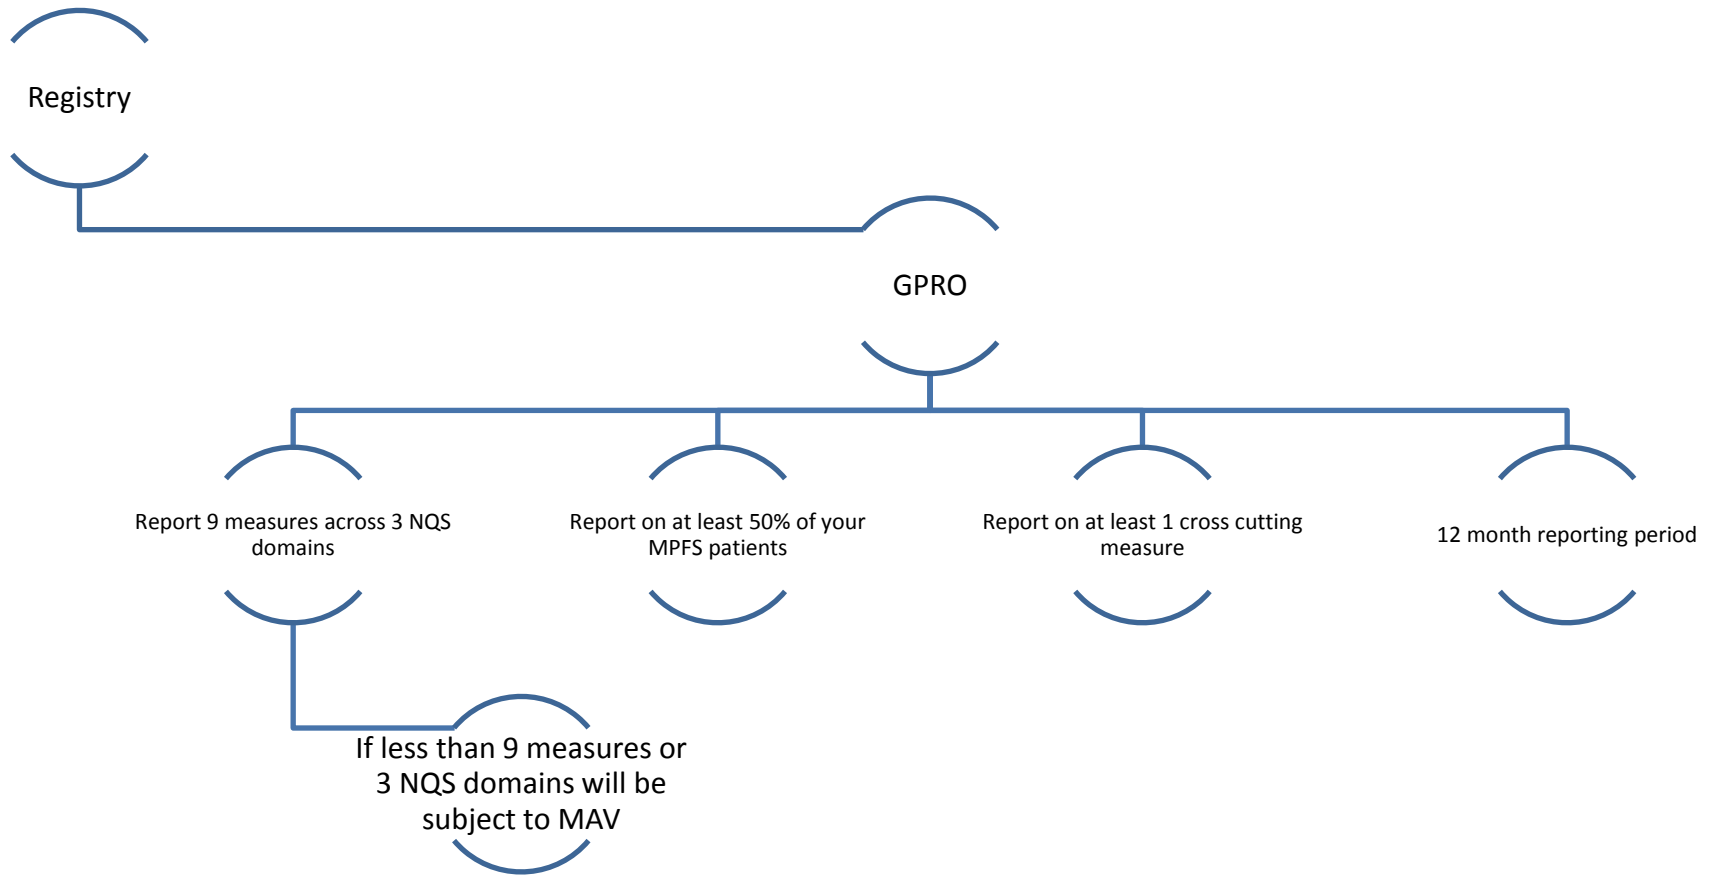 Registry
GPRO
Report 9 measures across 3 NQS
domains
Report on at least 50% of your
MPFS patients
Report on at least 1 cross cutting
measure
12 month reporting period
If less than 9 measures or
3 NQS domains will be
subject to MAV